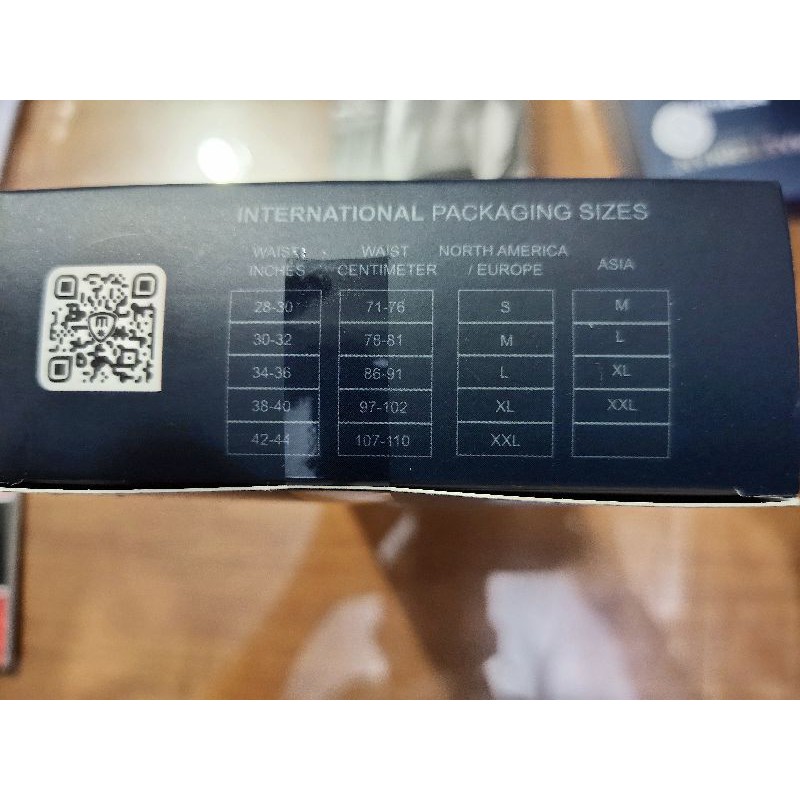 INTERNATIONAL PACKAGING SIZES
WAIST INCHES WAIST CENTIMETER NORTH AMERICA / EUROPE ASIA
28-30 71-76 S M
30-32 76-81 M L
34-36 86-91 L XL
38-40 97-102 XL XXL
42-44 107-110 XXL